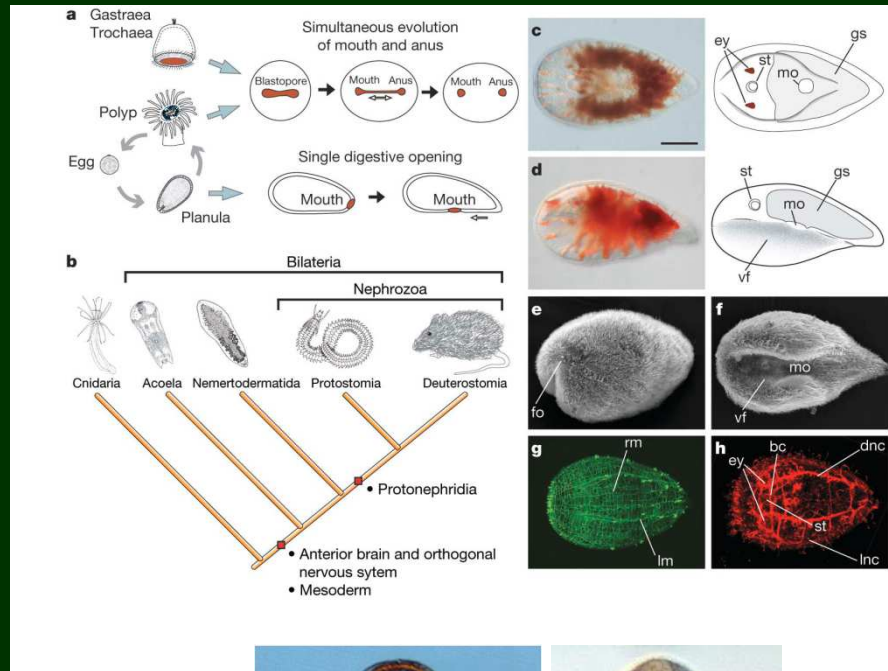 a
Gastraea
Trochaea
Polyp
Egg
Planula
Simultaneous evolution
of mouth and anus
Blastopore
Mouth Anus
Mouth Anus
Single digestive opening
Mouth
Mouth
b
Bilateria
Nephrozoa
Cnidaria Acoela Nemertodermatida Protostomia Deuterostomia
• Protonephridia
• Anterior brain and orthogonal
nervous sytem
• Mesoderm
c
ey
st
mo
gs
d
st
mo
gs
vf
e
fo
f
mo
vf
g
rm
lm
h
ey
bc
dnc
st
lnc